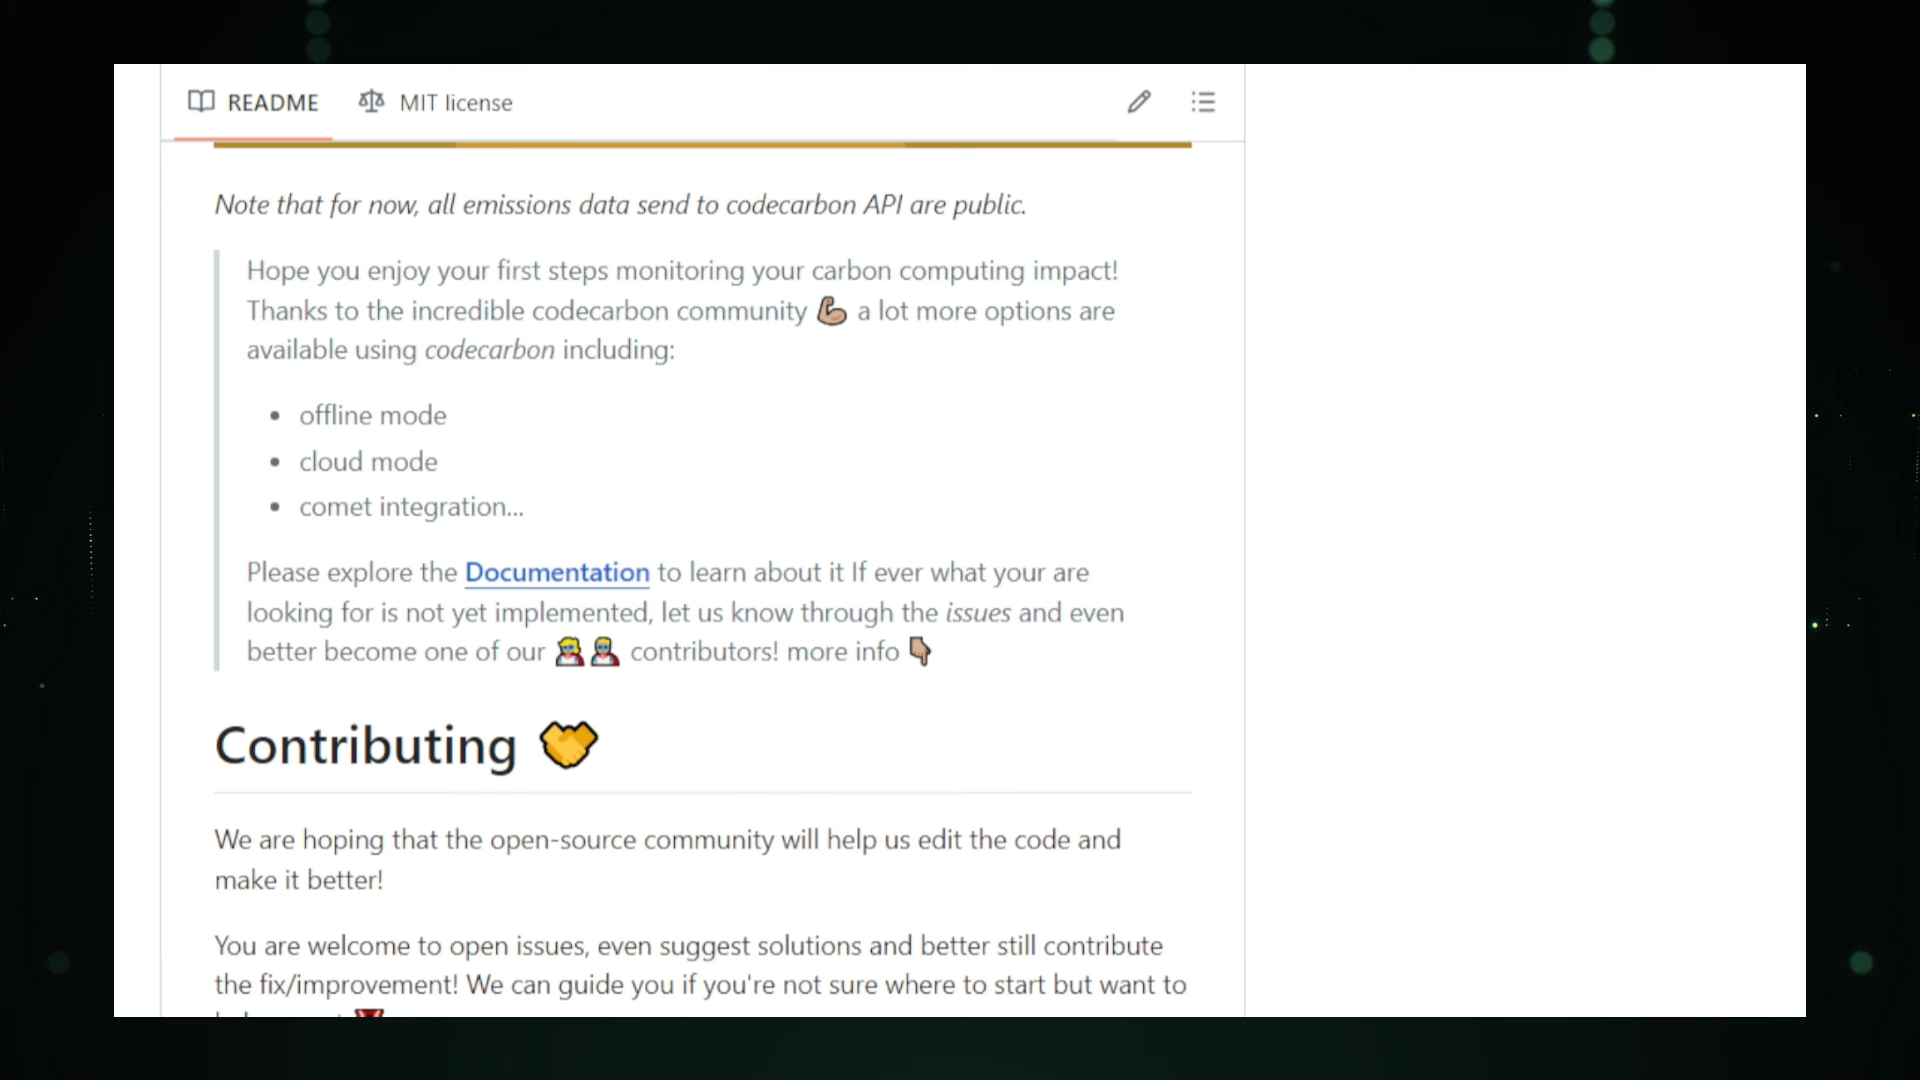 README MIT license
Note that for now, all emissions data send to codecarbon API are public.
Hope you enjoy your first steps monitoring your carbon computing impact!
Thanks to the incredible codecarbon community 💪🏽 a lot more options are
available using codecarbon including:
• offline mode
• cloud mode
• comet integration...
Please explore the Documentation to learn about it If ever what your are
looking for is not yet implemented, let us know through the issues and even
better become one of our 🦸🦸 contributors! more info 👇🏽
Contributing 🤝
We are hoping that the open-source community will help us edit the code and
make it better!
You are welcome to open issues, even suggest solutions and better still contribute
the fix/improvement! We can guide you if you're not sure where to start but want to